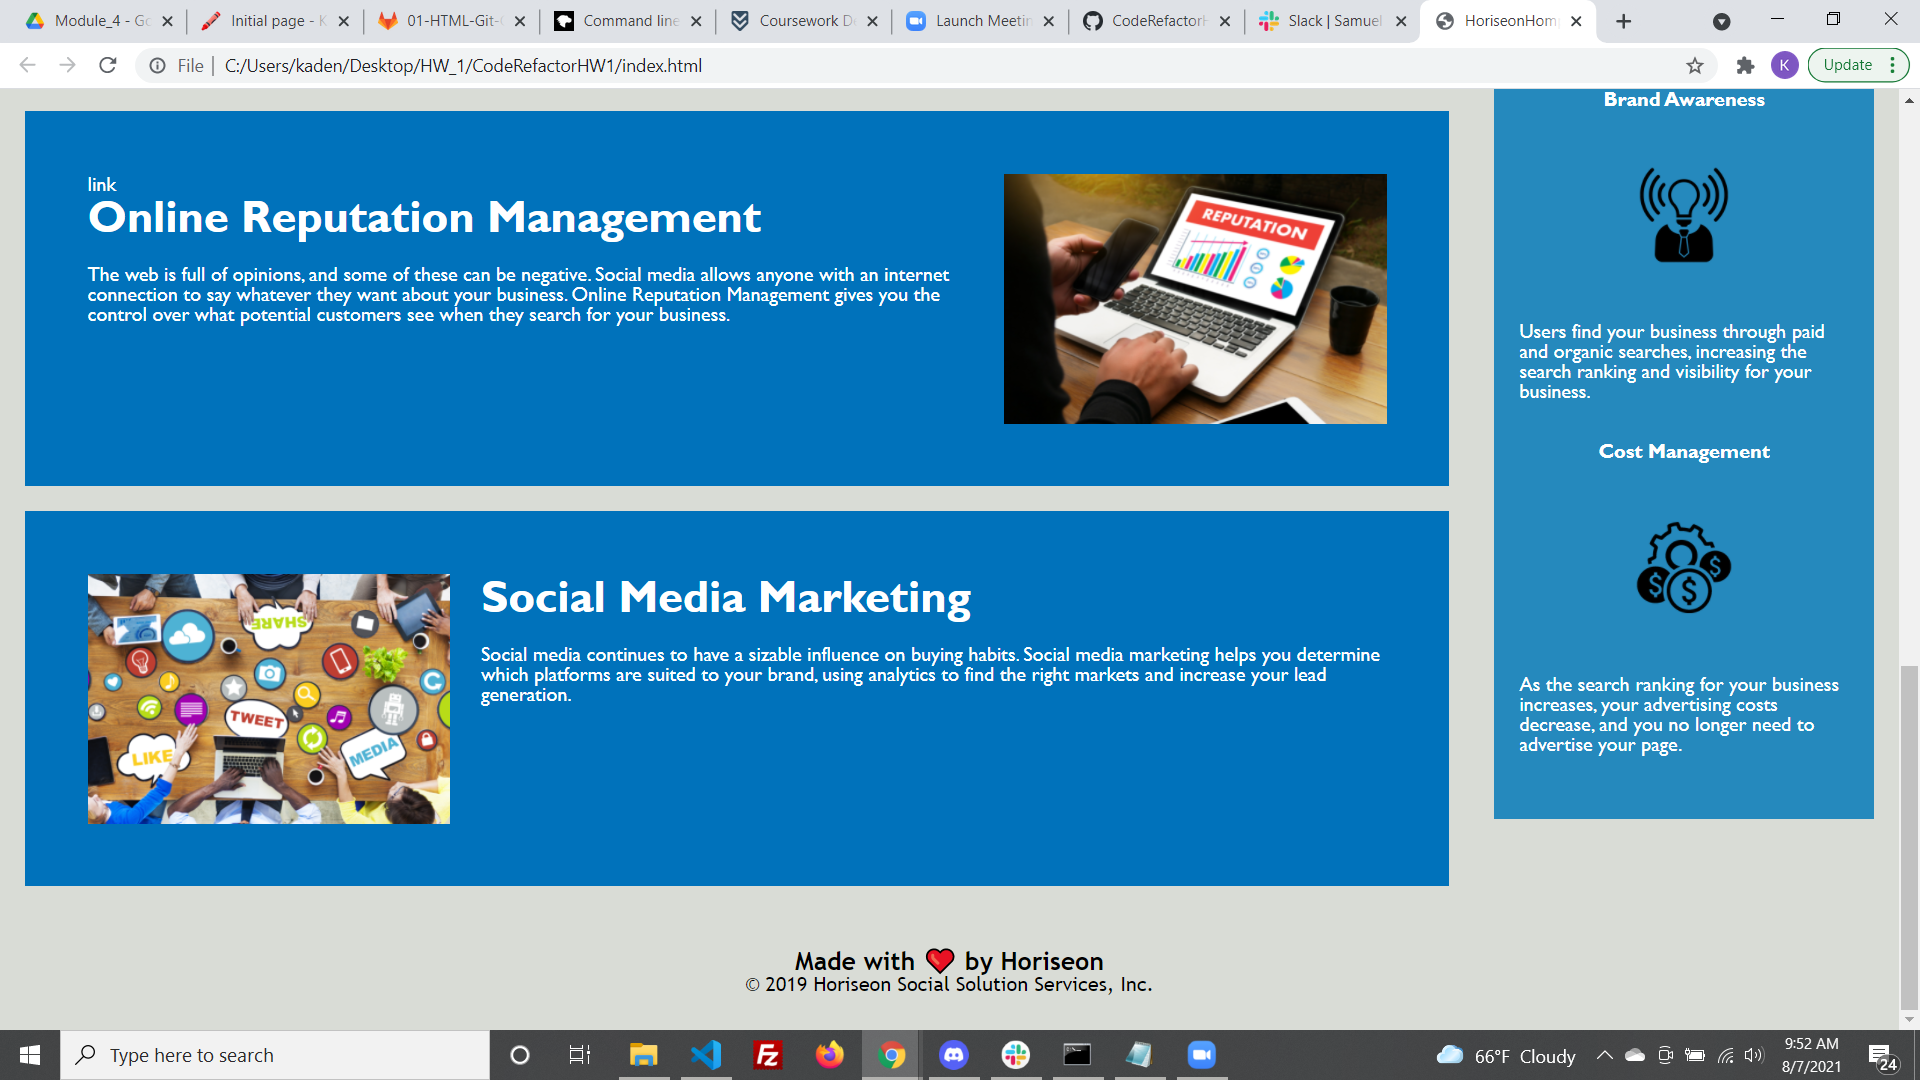 Module_4 - Go
Initial page - K
01-HTML-Git-
Command line
Coursework De
Launch Meetin
CodeRefactorH
Slack | Samuel
HoriseonHom
File | C:/Users/kaden/Desktop/HW_1/CodeRefactorHW1/index.html
K
Update
link
Online Reputation Management
The web is full of opinions, and some of these can be negative. Social media allows anyone with an internet
connection to say whatever they want about your business. Online Reputation Management gives you the
control over what potential customers see when they search for your business.
REPUTATION
Social Media Marketing
Social media continues to have a sizable influence on buying habits. Social media marketing helps you determine
which platforms are suited to your brand, using analytics to find the right markets and increase your lead
generation.
SHARE
TWEET
LIKE
MEDIA
Brand Awareness
Users find your business through paid
and organic searches, increasing the
search ranking and visibility for your
business.
Cost Management
$
$
$
As the search ranking for your business
increases, your advertising costs
decrease, and you no longer need to
advertise your page.
Made with ❤️ by Horiseon
© 2019 Horiseon Social Solution Services, Inc.
Type here to search
Fz
66°F Cloudy
9:52 AM
8/7/2021
24